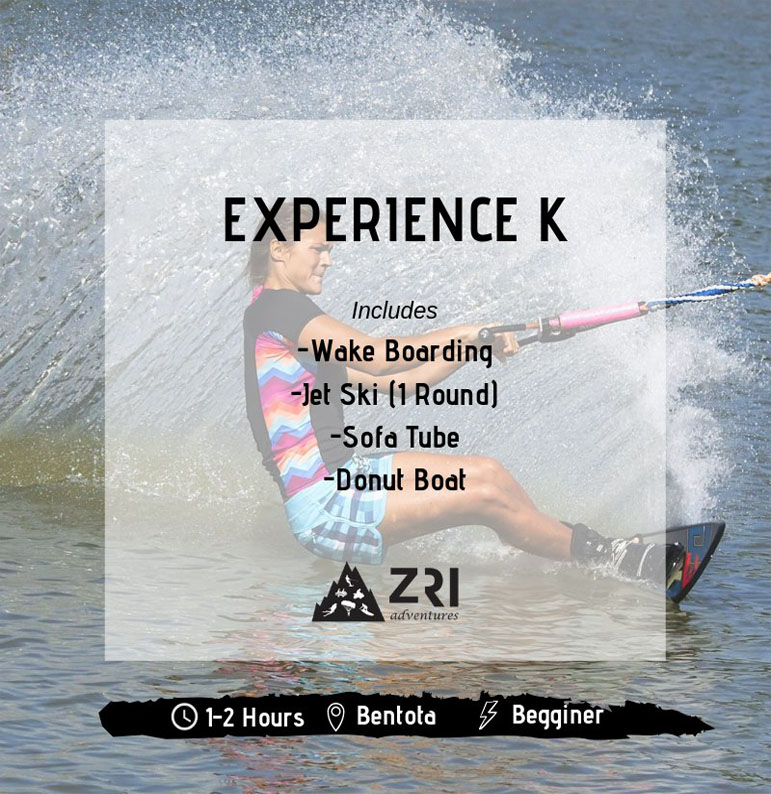 EXPERIENCE K
Includes
-Wake Boarding
-Jet Ski (1 Round)
-Sofa Tube
-Donut Boat
ZRI
adventures
1-2 Hours Bentota Begginer